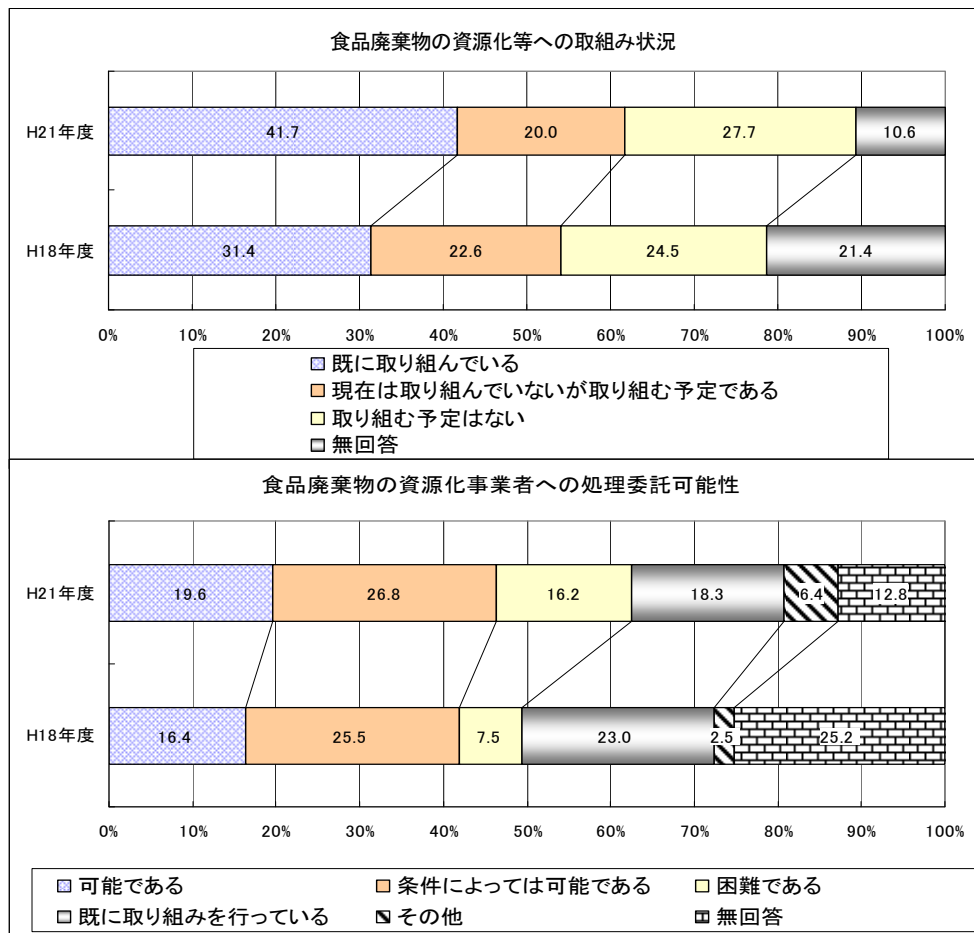 食品廃棄物の資源化等への取組み状況
H21年度
41.7 20.0 27.7 10.6
H18年度
31.4 22.6 24.5 21.4
0% 10% 20% 30% 40% 50% 60% 70% 80% 90% 100%
既に取り組んでいる
現在は取り組んでいないが取り組む予定である
取り組む予定はない
無回答
食品廃棄物の資源化事業者への処理委託可能性
H21年度
19.6 26.8 16.2 18.3 6.4 12.8
H18年度
16.4 25.5 7.5 23.0 2.5 25.2
0% 10% 20% 30% 40% 50% 60% 70% 80% 90% 100%
可能である 条件によっては可能である 困難である
既に取り組みを行っている その他 無回答